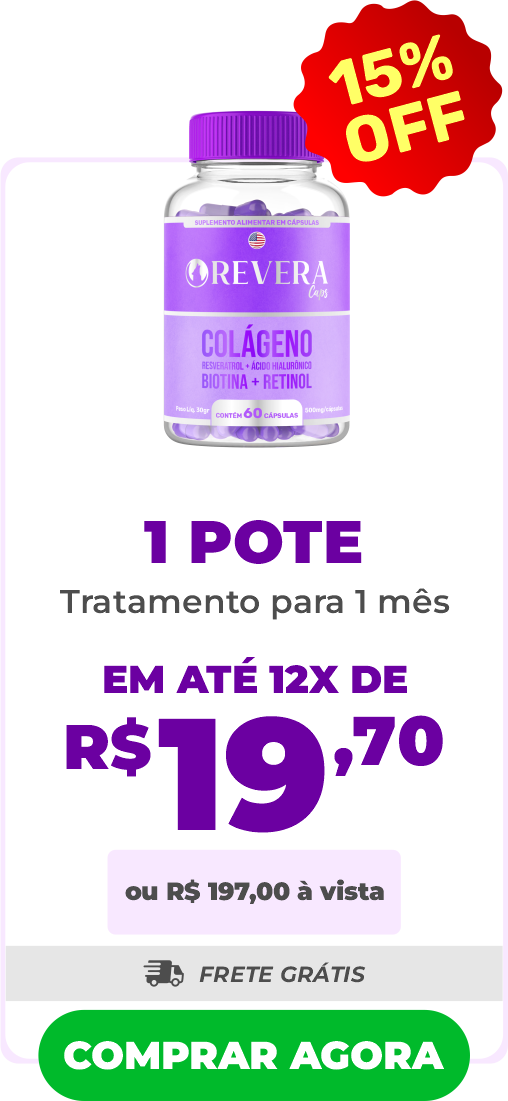 15%
OFF
SUPLEMENTO ALIMENTAR EM CÁPSULAS
REVERA
Caps
COLÁGENO
RESVERATROL + ÁCIDO HIALURÔNICO
BIOTINA + RETINOL
Peso Líq. 30gr
CONTÉM 60 CÁPSULAS
500mg/cápsulas
1 POTE
Tratamento para 1 mês
EM ATÉ 12X DE
R$19,70
ou R$ 197,00 à vista
FRETE GRÁTIS
COMPRAR AGORA